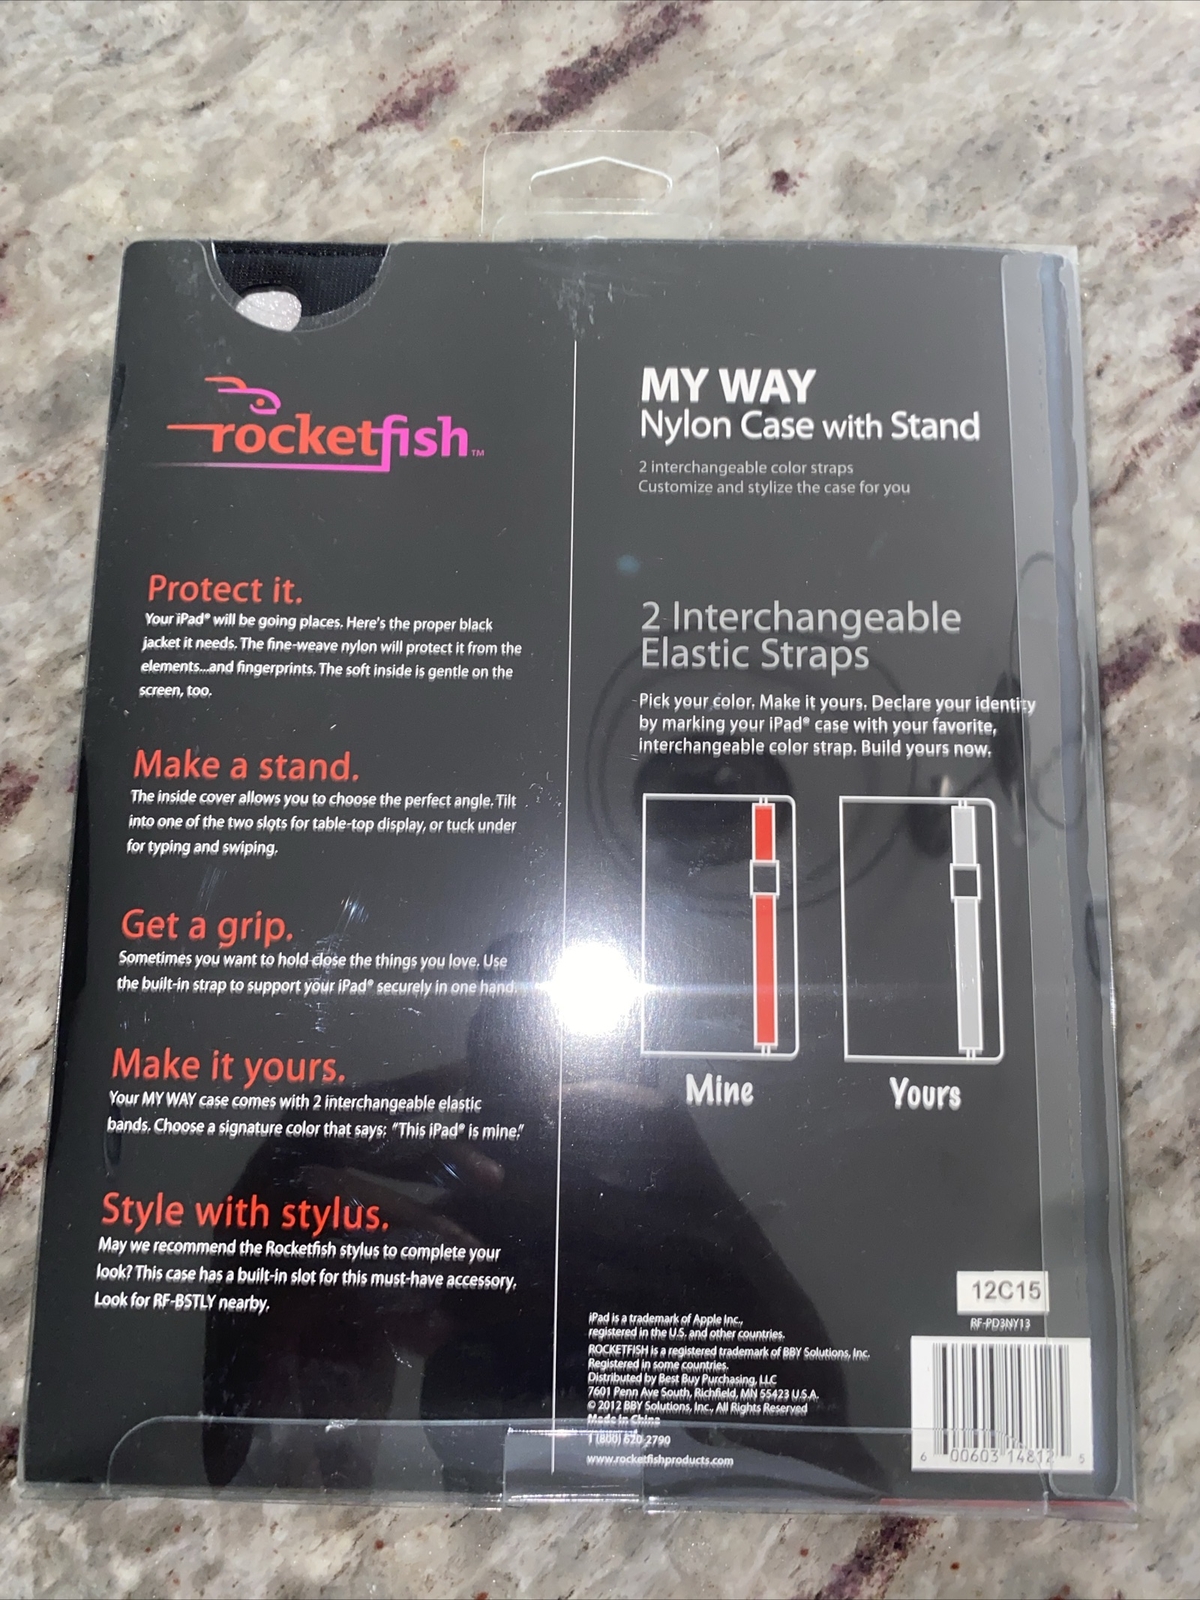 rocketfish™
Protect it.
Your iPad® will be going places. Here's the proper black
jacket it needs. The fine-weave nylon will protect it from the
elements...and fingerprints. The soft inside is gentle on the
screen, too.
Make a stand.
The inside cover allows you to choose the perfect angle. Tilt
into one of the two slots for table-top display, or tuck under
for typing and swiping.
Get a grip.
Sometimes you want to hold close the things you love. Use
the built-in strap to support your iPad® securely in one hand.
Make it yours.
Your MY WAY case comes with 2 interchangeable elastic
bands. Choose a signature color that says: "This iPad® is mine."
Style with stylus.
May we recommend the Rocketfish stylus to complete your
look? This case has a built-in slot for this must-have accessory.
Look for RF-BSTLY nearby.
MY WAY
Nylon Case with Stand
2 interchangeable color straps
Customize and stylize the case for you
2 Interchangeable
Elastic Straps
Pick your color. Make it yours. Declare your identity
by marking your iPad® case with your favorite,
interchangeable color strap. Build yours now.
Mine
Yours
iPad is a trademark of Apple Inc.,
registered in the U.S. and other countries.
ROCKETFISH is a registered trademark of BBY Solutions, Inc.
Registered in some countries.
Distributed by Best Buy Purchasing, LLC
7601 Penn Ave South, Richfield, MN 55423 U.S.A.
© 2012 BBY Solutions, Inc., All Rights Reserved
Made in China
1 (800) 620-2790
www.rocketfishproducts.com
12C15
RF-PD3NY13
6 00603 14812 5